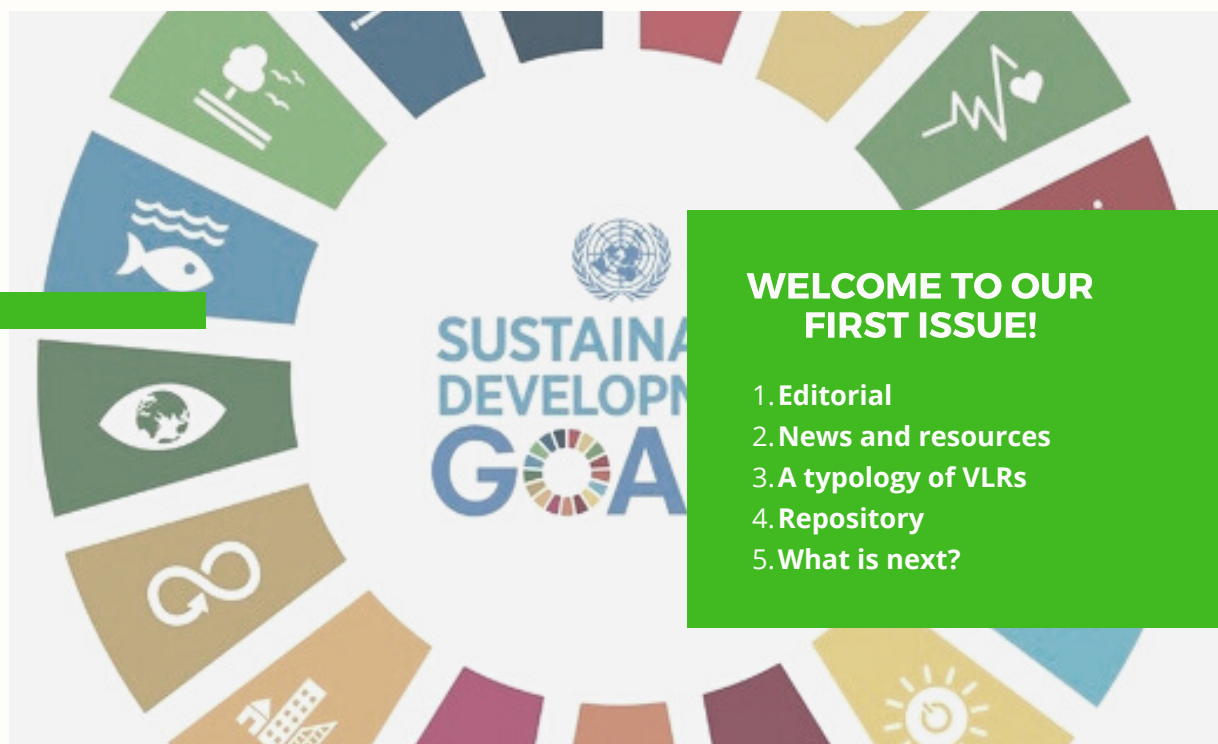 SUSTAINA
DEVELOPM
GOA
WELCOME TO OUR
FIRST ISSUE!
1. Editorial
2. News and resources
3. A typology of VLRs
4. Repository
5. What is next?